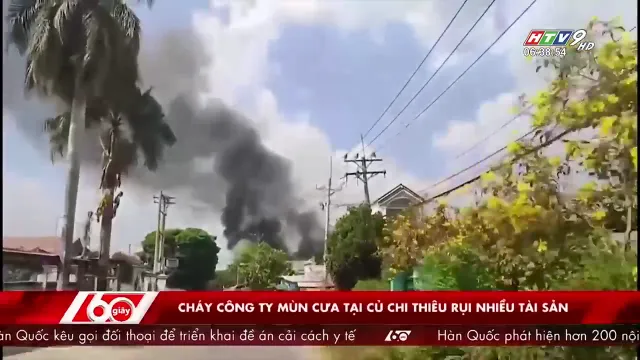 HTV9 HD
06:38:54
60 giây
CHÁY CÔNG TY MÙN CƯA TẠI CỦ CHI THIÊU RỤI NHIỀU TÀI SẢN
Hàn Quốc kêu gọi đối thoại để triển khai đề án cải cách y tế 60 Hàn Quốc phát hiện hơn 200 nội